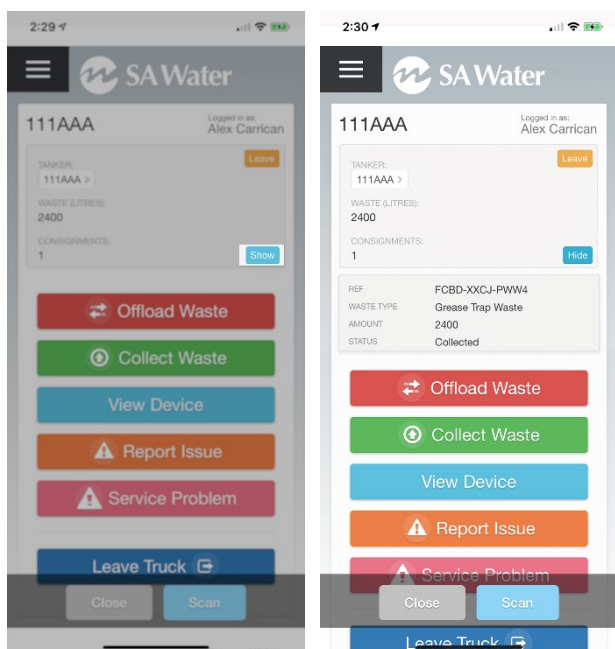 2:29
SA Water
111AAA
Logged in as:
Alex Carrican
TANKER:
Leave
111AAA >
WASTE (LITRES):
2400
CONSIGNMENTS:
1
Show
Offload Waste
Collect Waste
View Device
Report Issue
Service Problem
Leave Truck
Close
Scan
2:30
SA Water
111AAA
Logged in as:
Alex Carrican
TANKER:
Leave
111AAA >
WASTE (LITRES):
2400
CONSIGNMENTS:
1
Hide
REF FCBD-XXCJ-PWW4
WASTE TYPE Grease Trap Waste
AMOUNT 2400
STATUS Collected
Offload Waste
Collect Waste
View Device
Report Issue
Service Problem
Close
Scan
Leave Truck